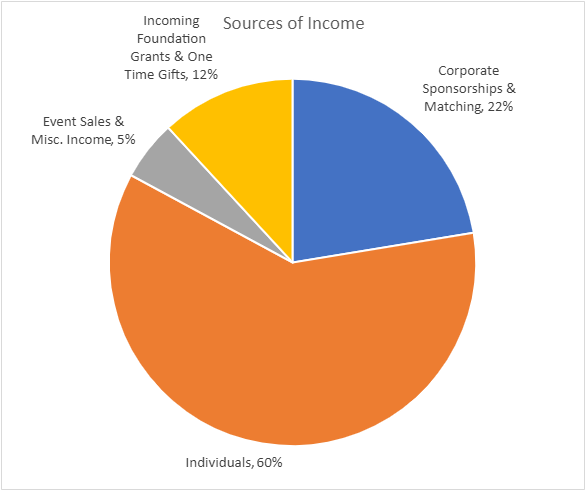 Sources of Income
Incoming
Foundation
Grants & One
Time Gifts, 12%
Corporate
Sponsorships &
Matching, 22%
Event Sales &
Misc. Income, 5%
Individuals, 60%